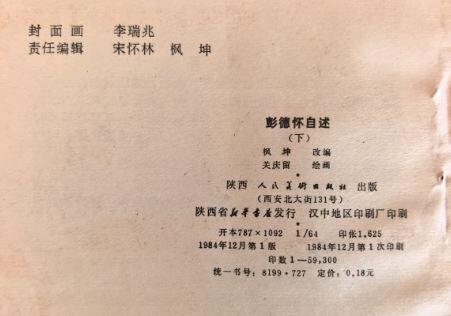 封面画 李瑞兆
责任编辑 宋怀林 枫坤
彭德怀自述
(下)
枫坤 改编
关庆留 绘画
陕西人民美术出版社 出版
(西安北大街131号)
陕西省新华书店发行 汉中地区印刷厂印刷
开本787×1092 1/64 印张1.625
1984年12月第1版 1984年12月第1次印刷
印数1—59,300
统一书号:8199·727 定价:0.18元